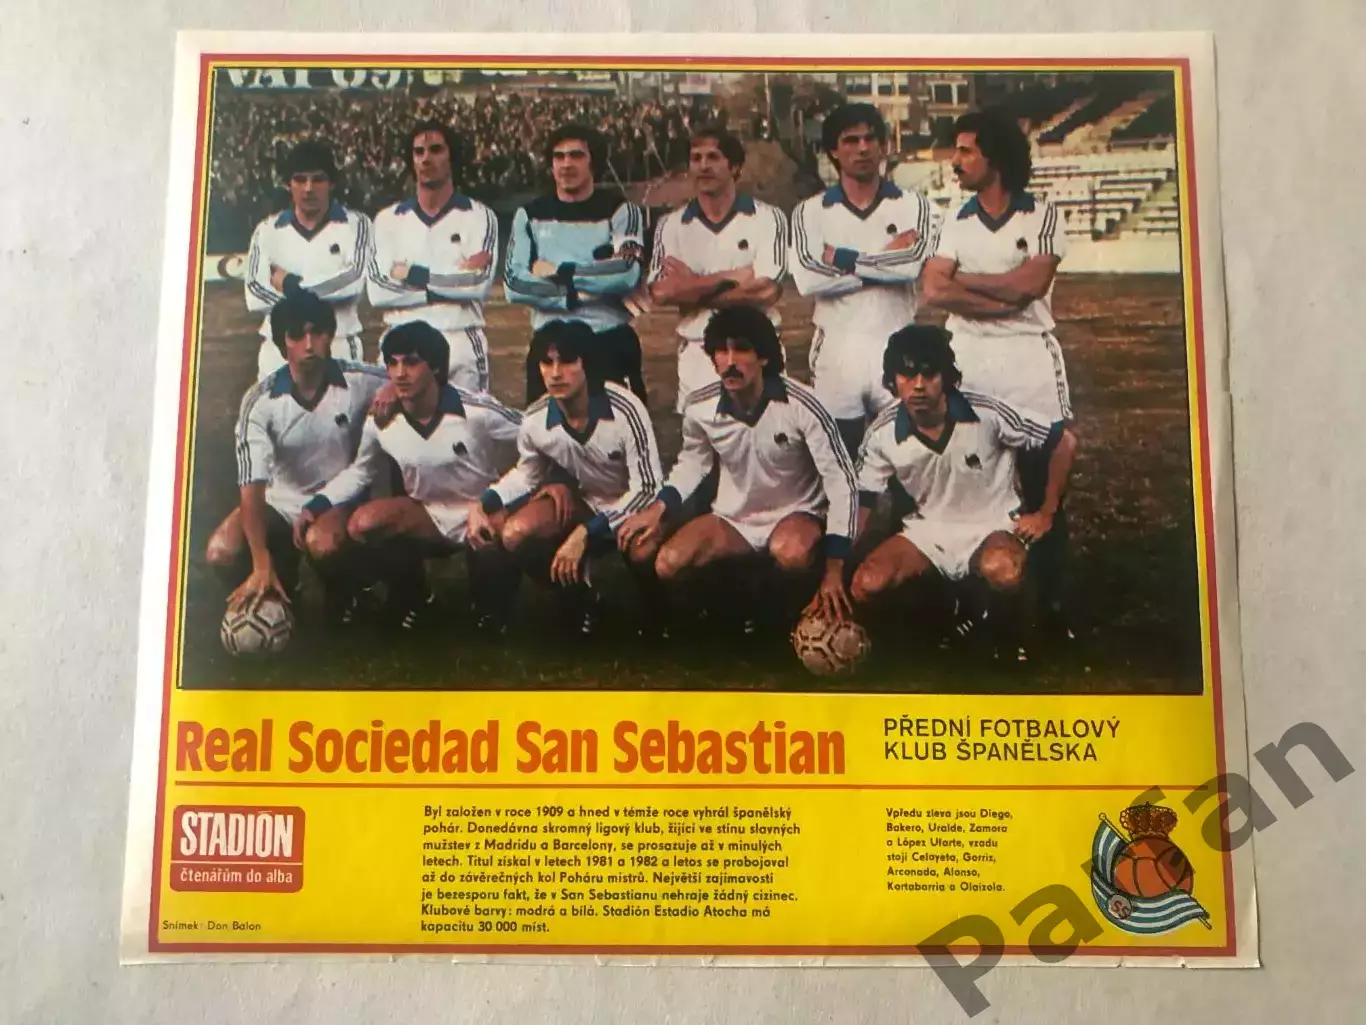 VAT 69
Real Sociedad San Sebastian
PŘEDNÍ FOTBALOVÝ
KLUB ŠPANĚLSKA
STADIÓN
čtenářům do alba
Snímek: Don Balon
Byl založen v roce 1909 a hned v témže roce vyhrál španělský
pohár. Donedávna skromný ligový klub, žijící ve stínu slavných
mužstev z Madridu a Barcelony, se prosazuje až v minulých
letech. Titul získal v letech 1981 a 1982 a letos se probojoval
až do závěrečných kol Poháru mistrů. Největší zajímavostí
je bezesporu fakt, že v San Sebastianu nehraje žádný cizinec.
Klubové barvy: modrá a bílá. Stadión Estadio Atocha má
kapacitu 30 000 míst.
Vpředu zleva jsou Diego,
Bakero, Uralde, Zamora
a López Ufarte, vzadu
stojí Celayeta, Gorriz,
Arconada, Alonso,
Kortabarria a Olaizola.
SS
Parsan